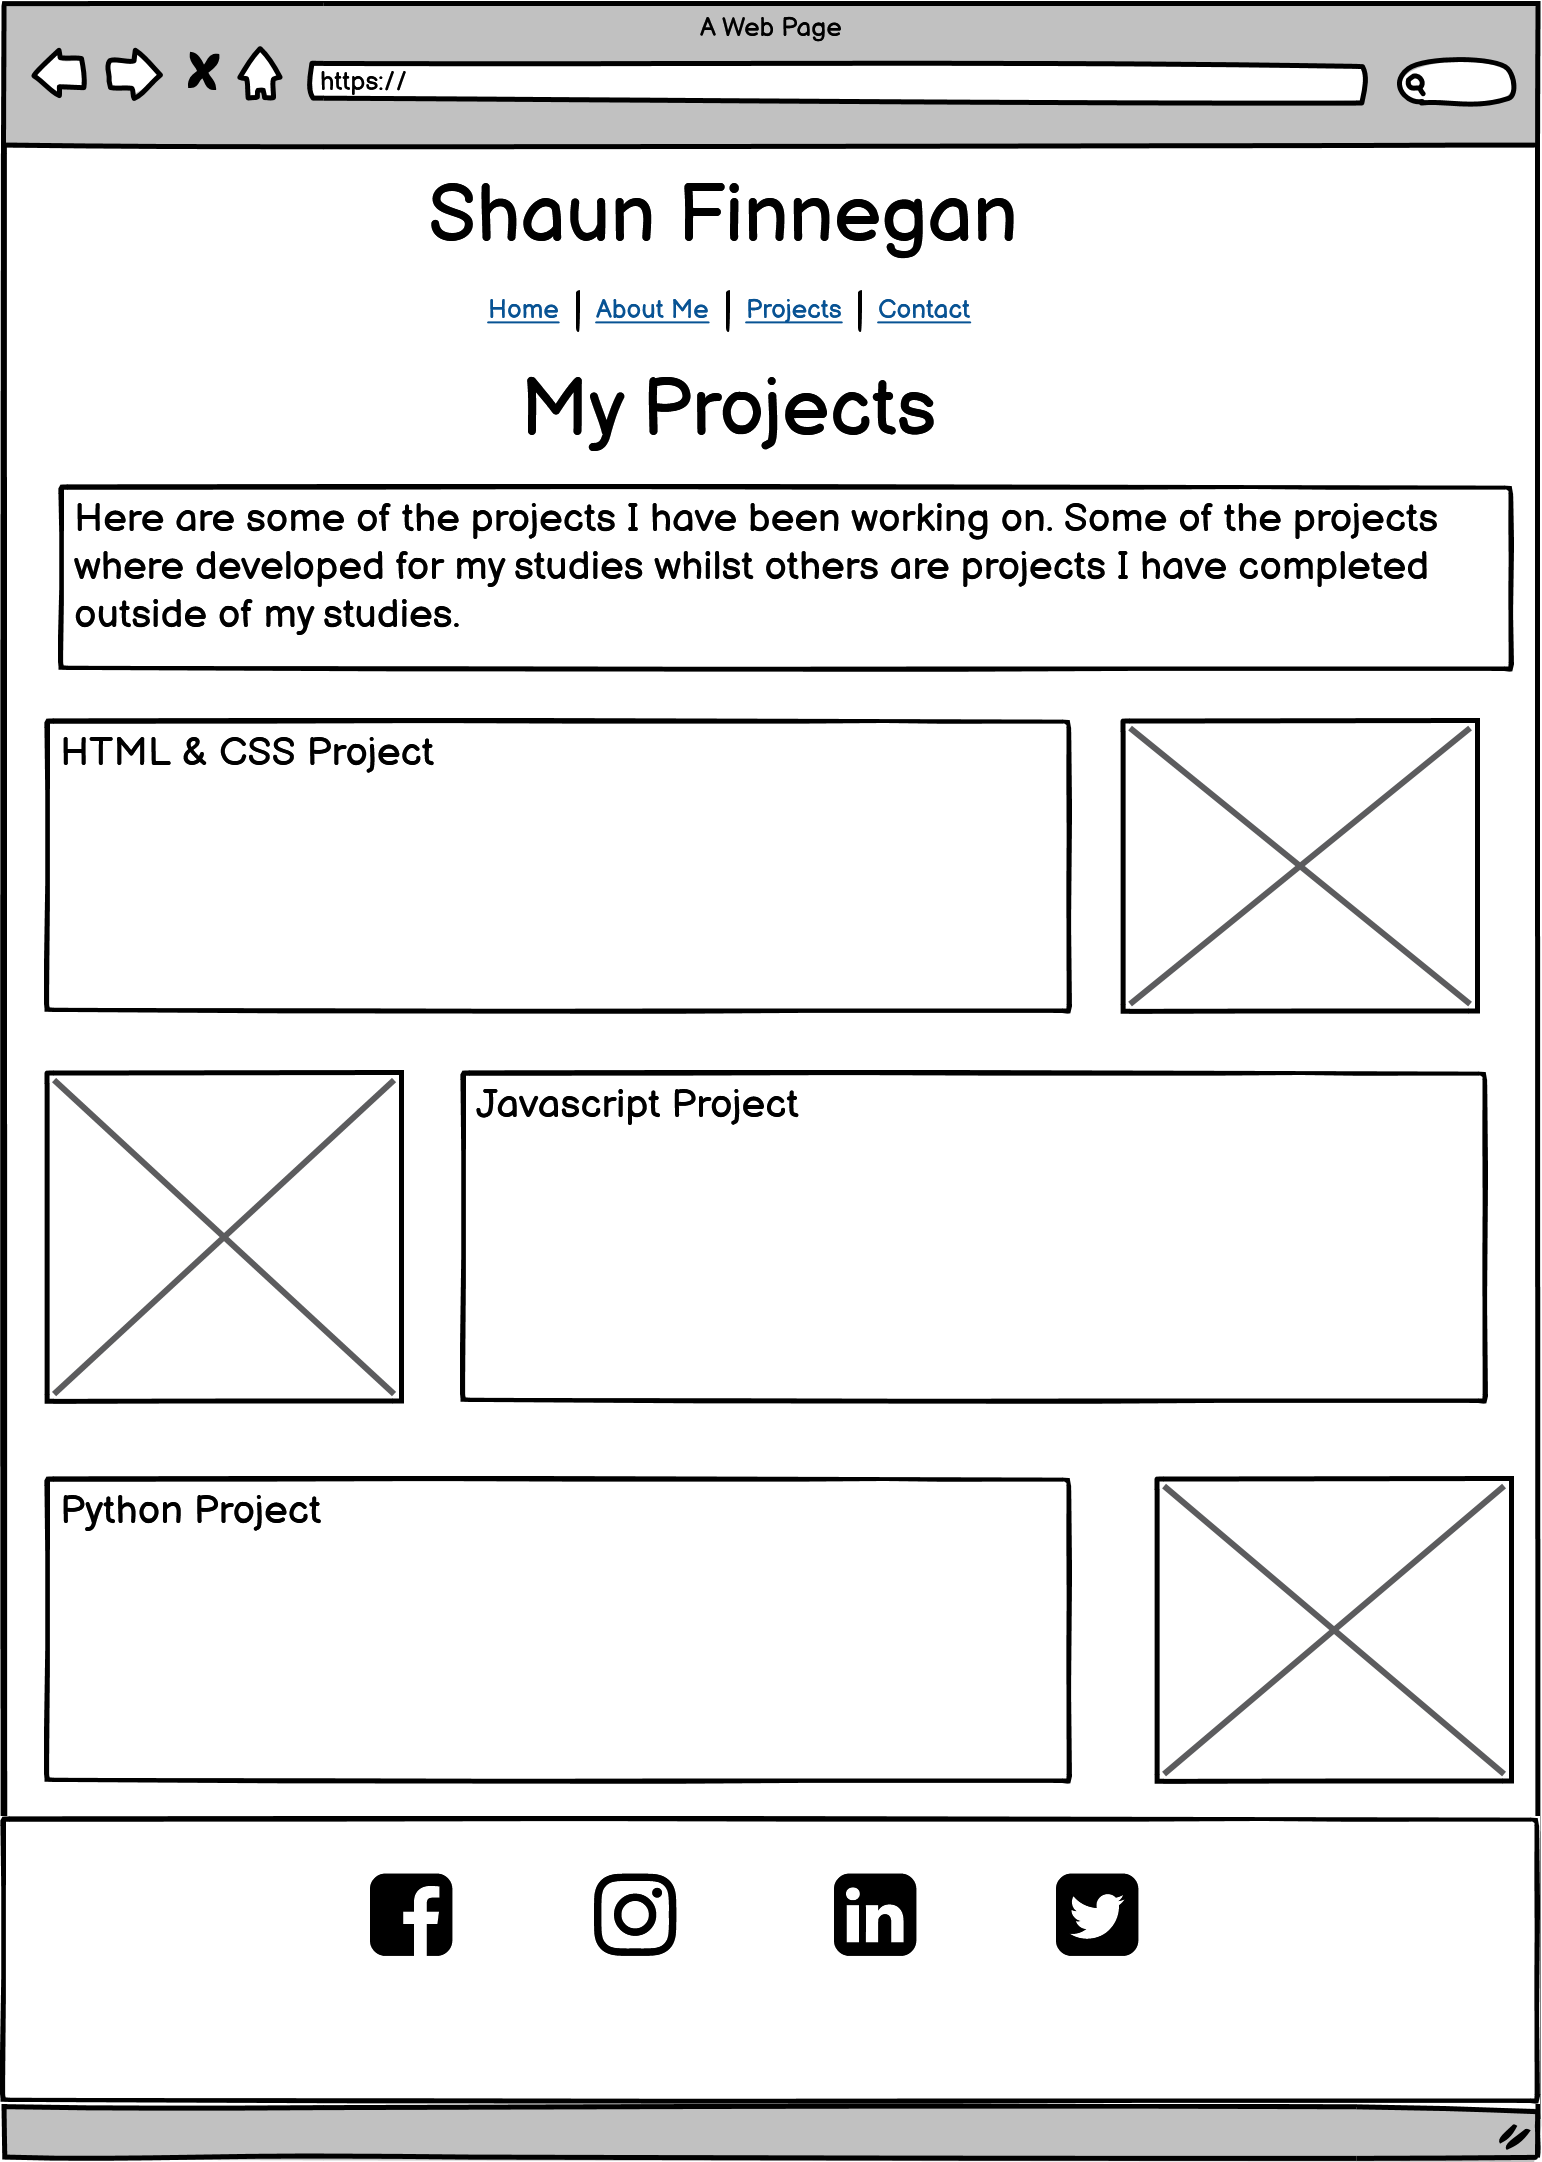 A Web Page
https://
Shaun Finnegan
Home | About Me | Projects | Contact
My Projects
Here are some of the projects I have been working on. Some of the projects
where developed for my studies whilst others are projects I have completed
outside of my studies.
HTML & CSS Project
Javascript Project
Python Project